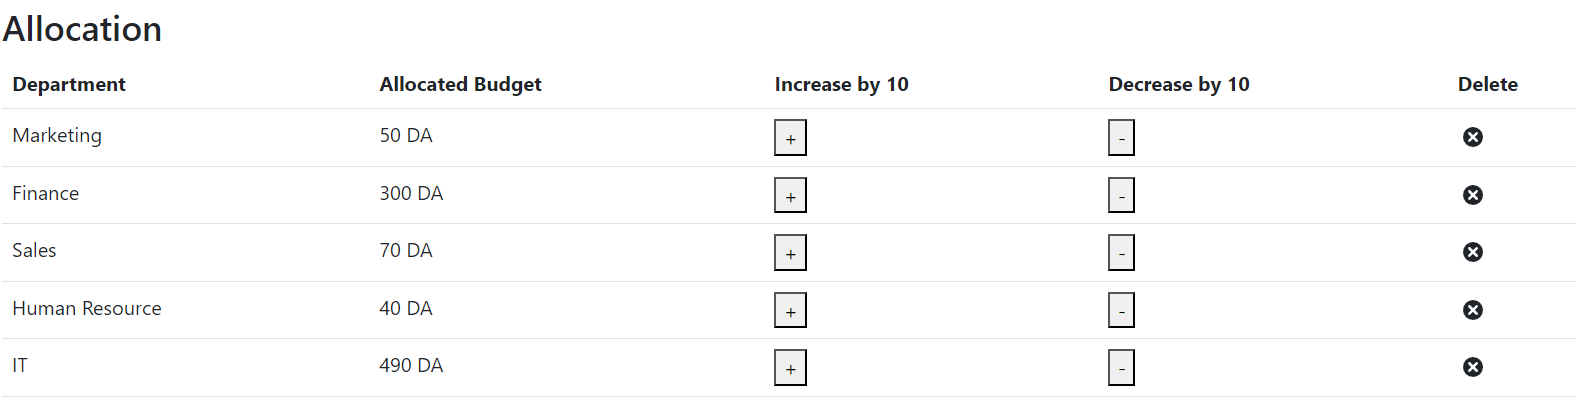 Allocation
Department Allocated Budget Increase by 10 Decrease by 10 Delete
Marketing 50 DA + -
Finance 300 DA + -
Sales 70 DA + -
Human Resource 40 DA + -
IT 490 DA + -